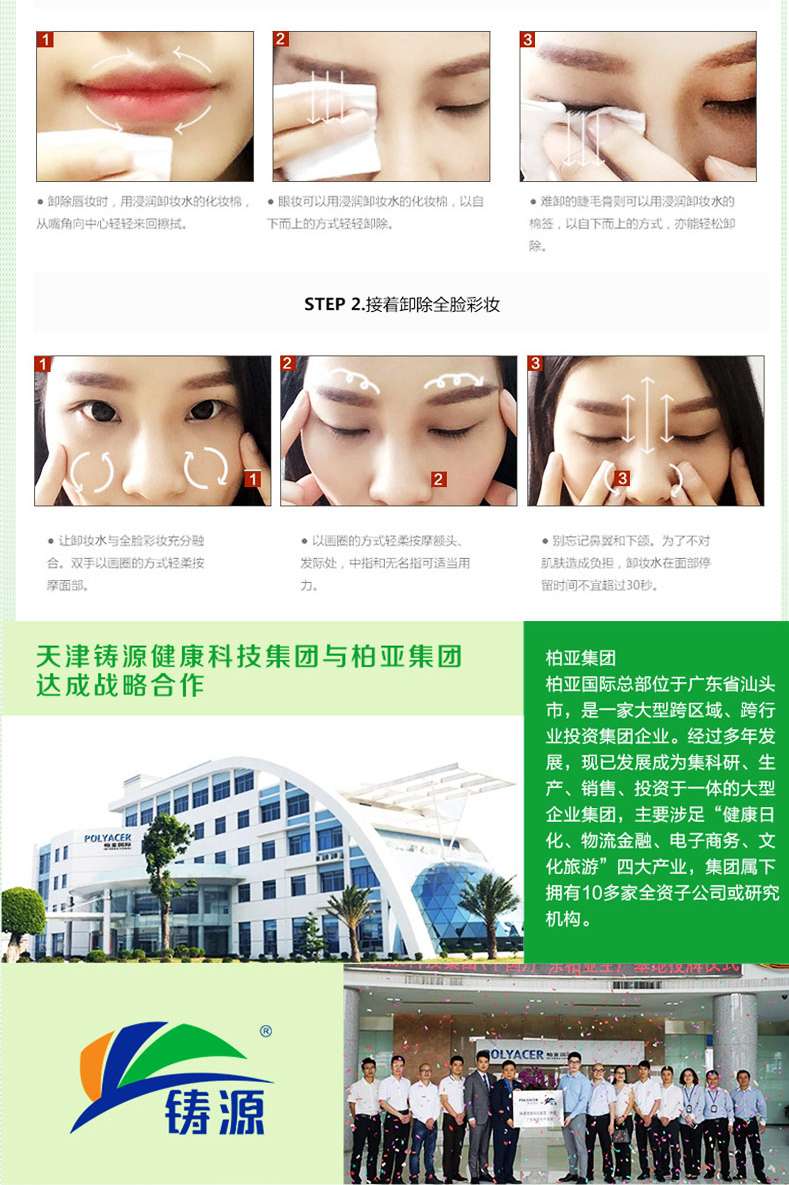 1
2
3
● 卸除唇妆时，用浸润卸妆水的化妆棉，
从嘴角向中心轻轻来回擦拭。
● 眼妆可以用浸润卸妆水的化妆棉，以自
下而上的方式轻轻卸除。
● 难卸的睫毛膏则可以用浸润卸妆水的
棉签，以自下而上的方式，亦能轻松卸
除。
STEP 2.接着卸除全脸彩妆
1
2
3
1
2
3
● 让卸妆水与全脸彩妆充分融
合。双手以画圈的方式轻柔按
摩面部。
● 以画圈的方式轻柔按摩额头、
发际处，中指和无名指可适当用
力。
● 别忘记鼻翼和下颌。为了不对
肌肤造成负担，卸妆水在面部停
留时间不宜超过30秒。
天津铸源健康科技集团与柏亚集团
达成战略合作
柏亚集团
柏亚国际总部位于广东省汕头
市，是一家大型跨区域、跨行
业投资集团企业。经过多年发
展，现已发展成为集科研、生
产、销售、投资于一体的大型
企业集团，主要涉足“健康日
化、物流金融、电子商务、文
化旅游”四大产业，集团属下
拥有10多家全资子公司或研究
机构。
POLYACER
柏亚国际
®
铸源
POLYACER 柏亚国际
POLYACER